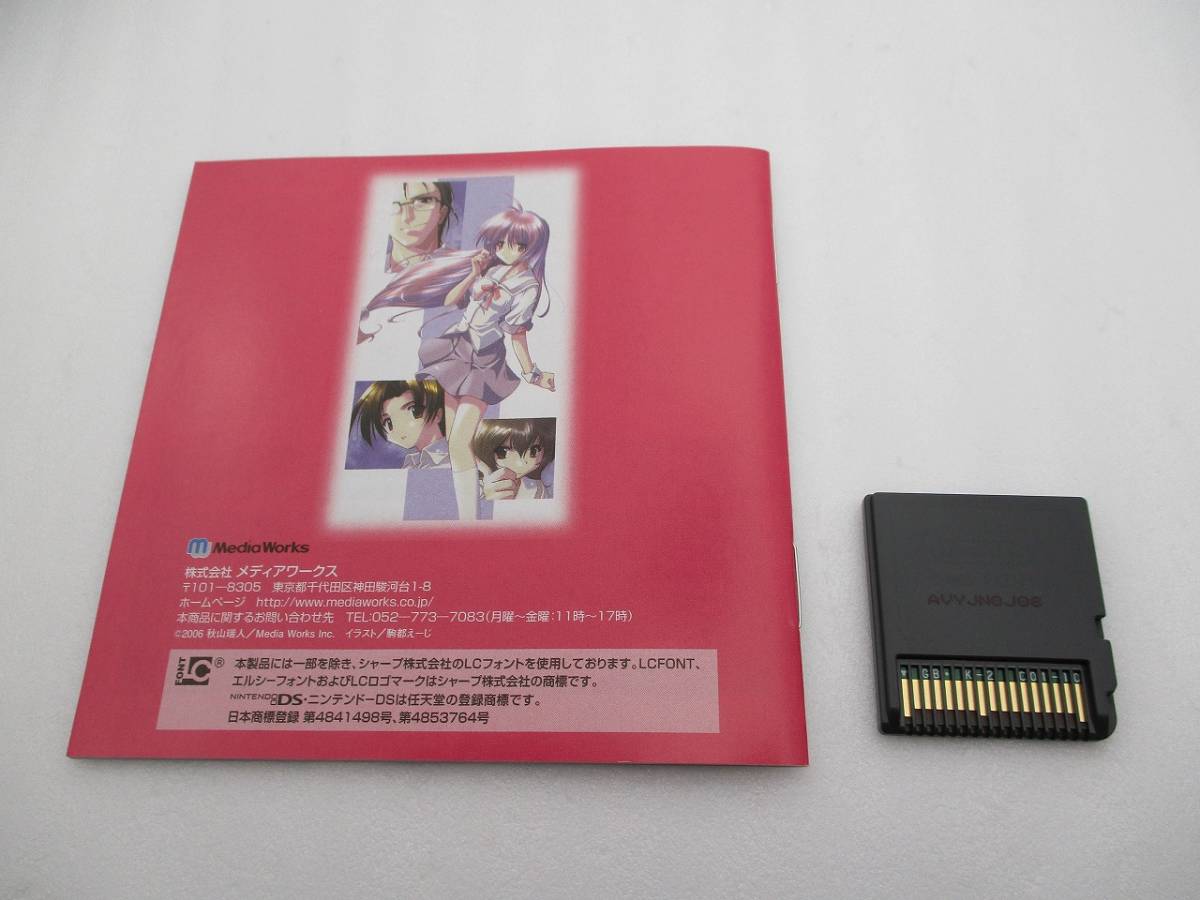 MediaWorks
株式会社 メディアワークス
〒101―8305 東京都千代田区神田駿河台1-8
ホームページ http://www.mediaworks.co.jp/
本商品に関するお問い合わせ先 TEL:052―773―7083(月曜~金曜:11時~17時)
©2006 秋山瑞人/Media Works Inc. イラスト/駒都えーじ
FONT LC ® 本製品には一部を除き、シャープ株式会社のLCフォントを使用しております。LCFONT、
エルシーフォントおよびLCロゴマークはシャープ株式会社の商標です。
NINTENDO DS・ニンテンドーDSは任天堂の登録商標です。
日本商標登録 第4841498号、第4853764号
AVYJN0J06
GB K-2 C01-1C